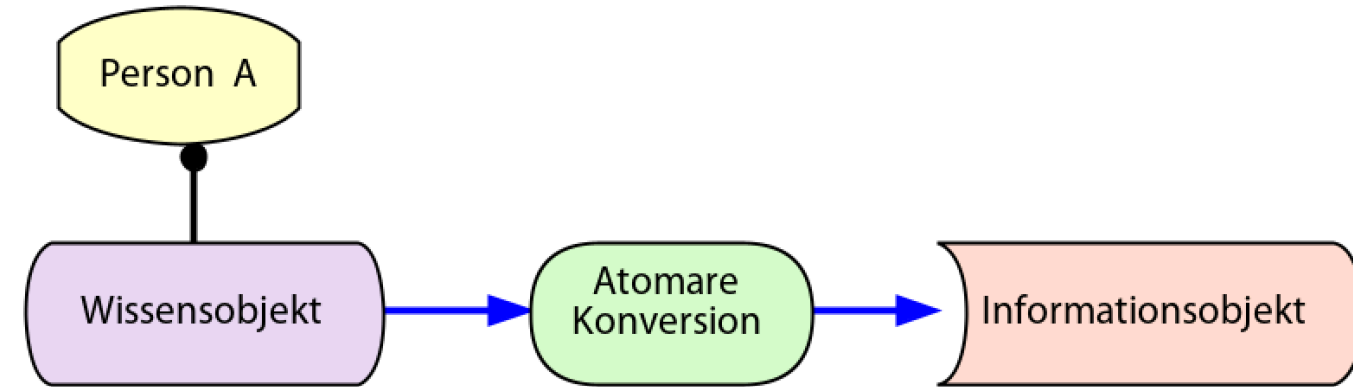 Person A
Wissensobjekt
Atomare
Konversion
Informationsobjekt